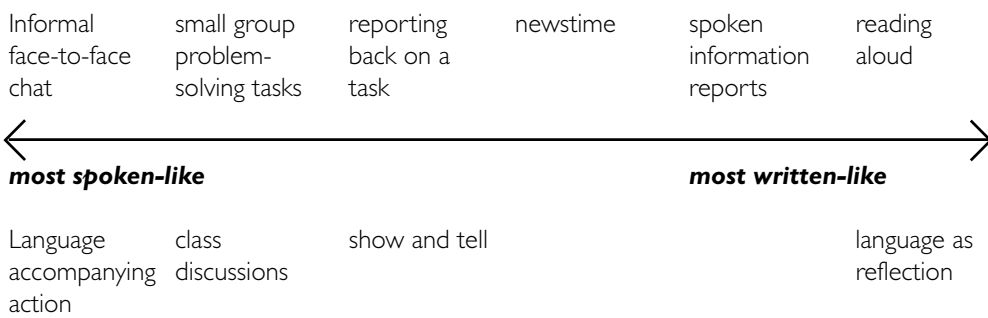 Informal
face-to-face
chat
small group
problem-
solving tasks
reporting
back on a
task
newstime
spoken
information
reports
reading
aloud
most spoken-like
most written-like
Language
accompanying
action
class
discussions
show and tell
language as
reflection